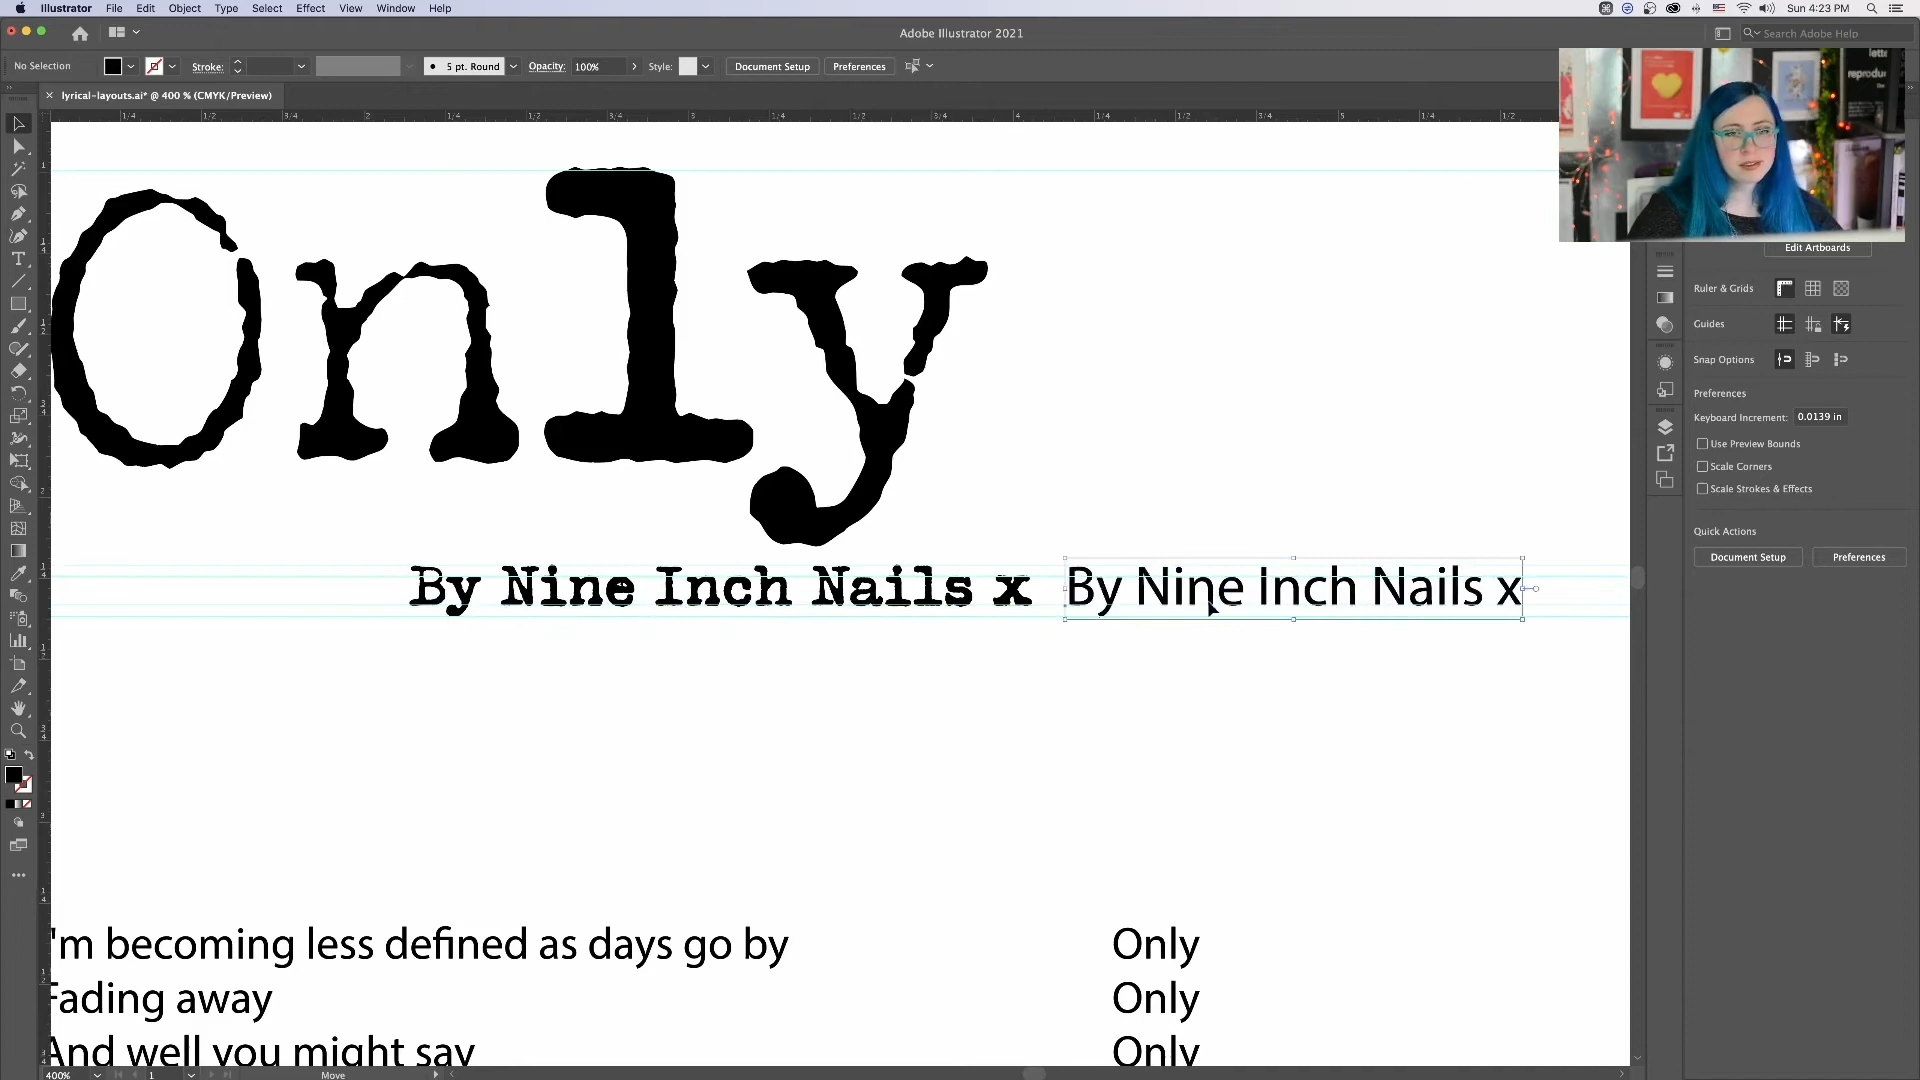 Illustrator File Edit Object Type Select Effect View Window Help
Sun 4:23 PM
Adobe Illustrator 2021
Search Adobe Help
No Selection
Stroke:
5 pt. Round
Opacity: 100%
Style:
Document Setup
Preferences
lyrical-layouts.ai* @ 400 % (CMYK/Preview)
Only
By Nine Inch Nails x
By Nine Inch Nails x
I'm becoming less defined as days go by
Only
Fading away
Only
And well you might say
Only
Edit Artboards
Ruler & Grids
Guides
Snap Options
Preferences
Keyboard Increment: 0.0139 in
Use Preview Bounds
Scale Corners
Scale Strokes & Effects
Quick Actions
Document Setup
Preferences
400%
1
Move